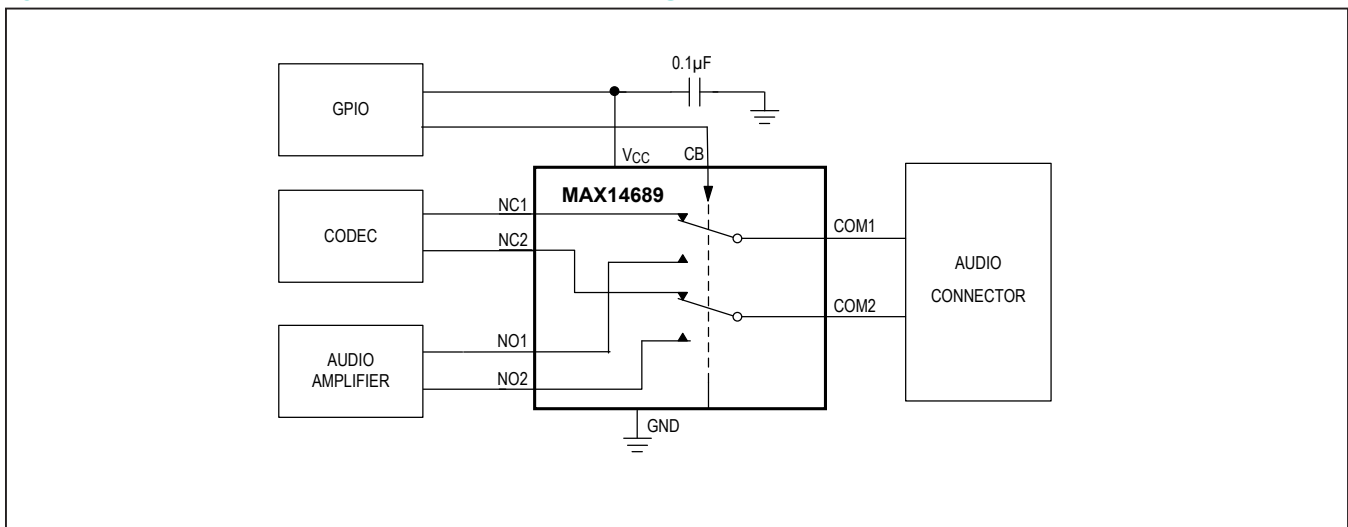 0.1µF
GPIO
VCC
CB
MAX14689
NC1
CODEC
NC2
COM1
AUDIO
CONNECTOR
COM2
NO1
AUDIO
AMPLIFIER
NO2
GND